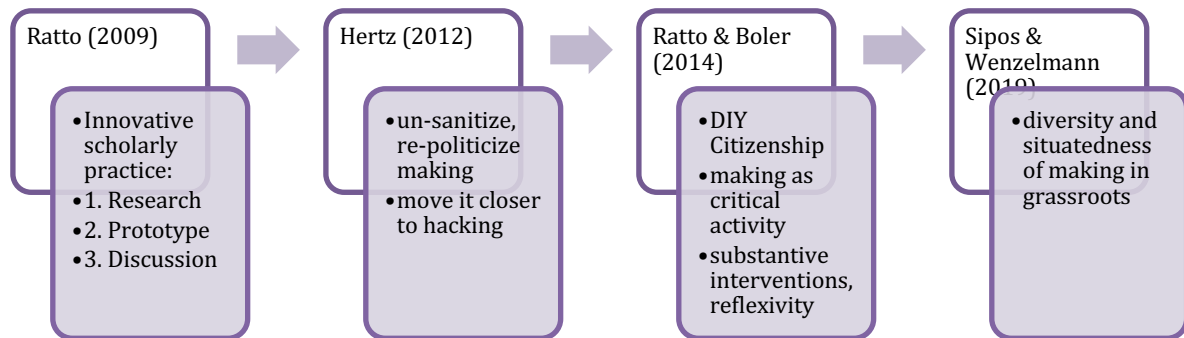 Ratto (2009)
•Innovative
scholarly
practice:
•1. Research
•2. Prototype
•3. Discussion
Hertz (2012)
•un-sanitize,
re-politicize
making
•move it closer
to hacking
Ratto & Boler
(2014)
•DIY
Citizenship
•making as
critical
activity
•substantive
interventions,
reflexivity
Sipos &
Wenzelmann
(2019)
•diversity and
situatedness
of making in
grassroots